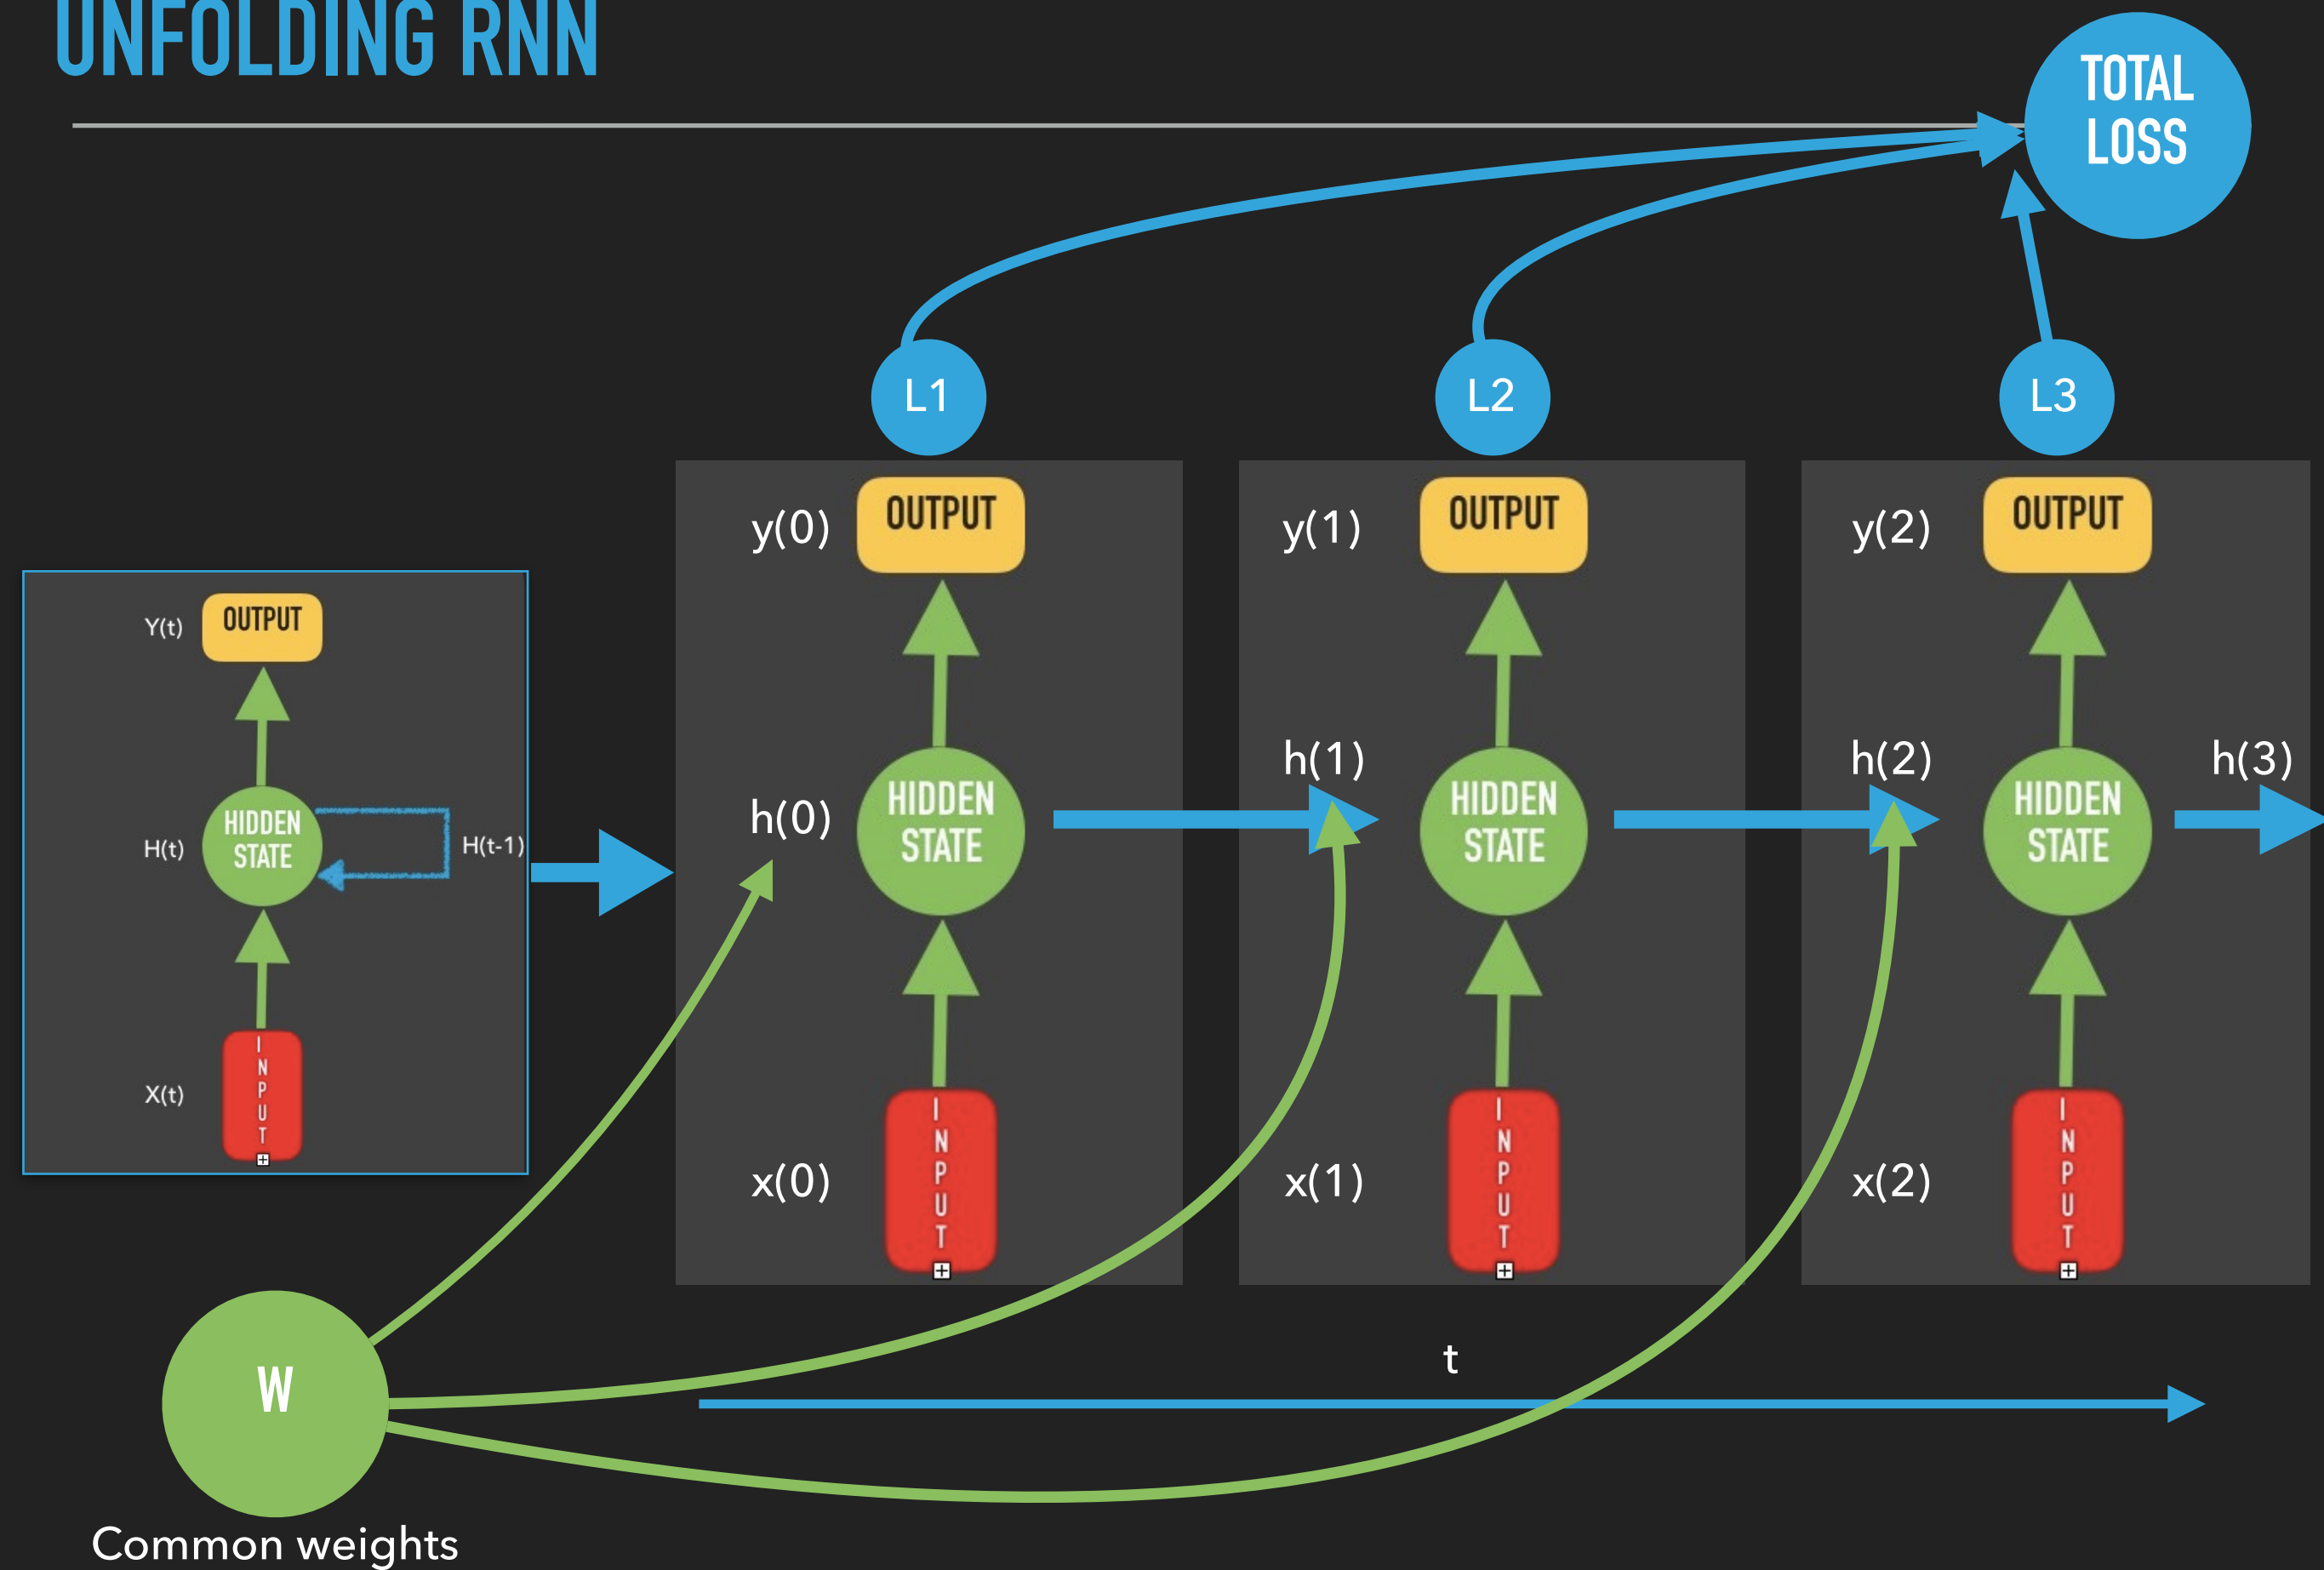 UNFOLDING RNN
TOTAL
LOSS
L1
L2
L3
y(0)
OUTPUT
y(1)
OUTPUT
y(2)
OUTPUT
Y(t)
OUTPUT
h(0)
HIDDEN
STATE
h(1)
HIDDEN
STATE
h(2)
HIDDEN
STATE
h(3)
H(t)
HIDDEN
STATE
H(t-1)
X(t)
INPUT
x(0)
INPUT
x(1)
INPUT
x(2)
INPUT
t
W
Common weights